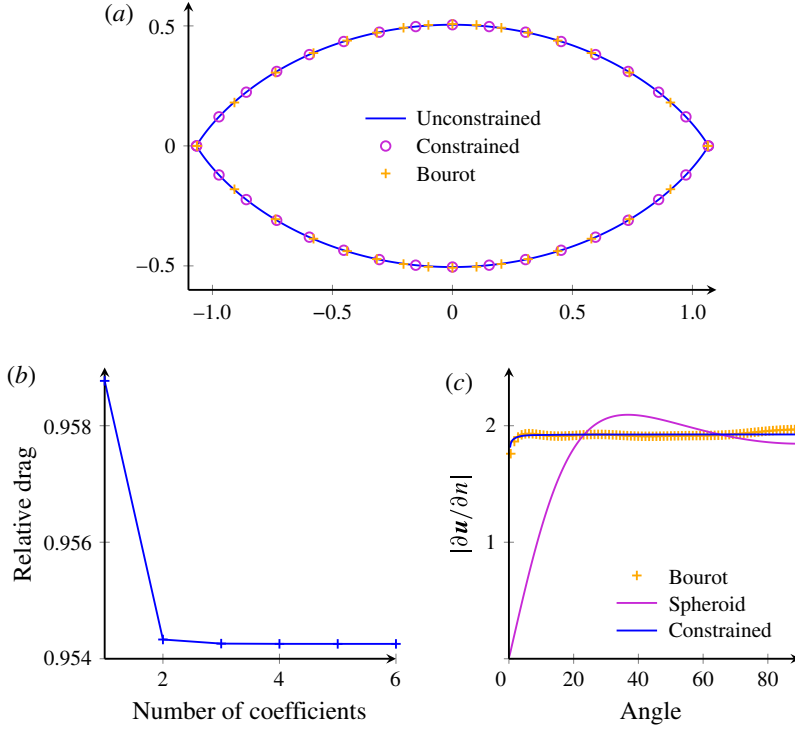 (a)
0.5
0
−0.5
Unconstrained
Constrained
Bourot
−1.0 −0.5 0 0.5 1.0
(b)
0.958
0.956
0.954
Relative drag
2 4 6
Number of coefficients
(c)
2
1
|∂u/∂n|
Bourot
Spheroid
Constrained
0 20 40 60 80
Angle